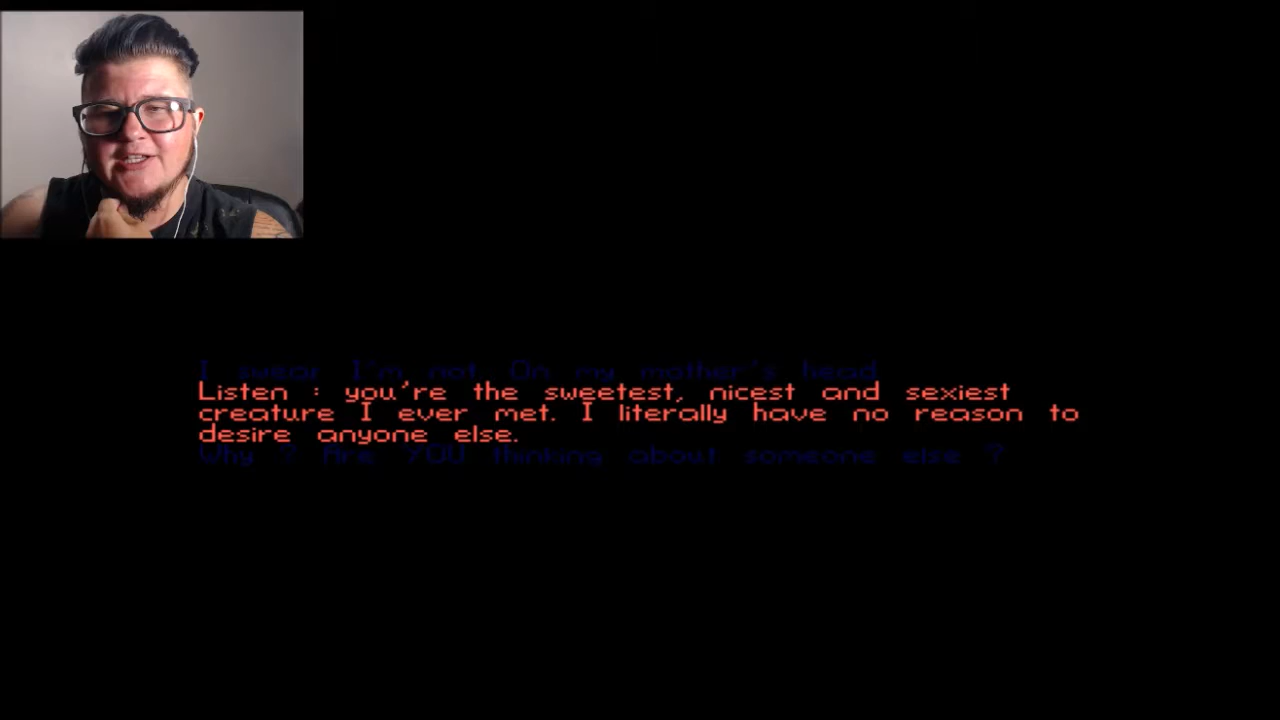 I swear I'm not. On my mother's head
Listen : you're the sweetest, nicest and sexiest
creature I ever met. I literally have no reason to
desire anyone else.
Why ? Are YOU thinking about someone else ?